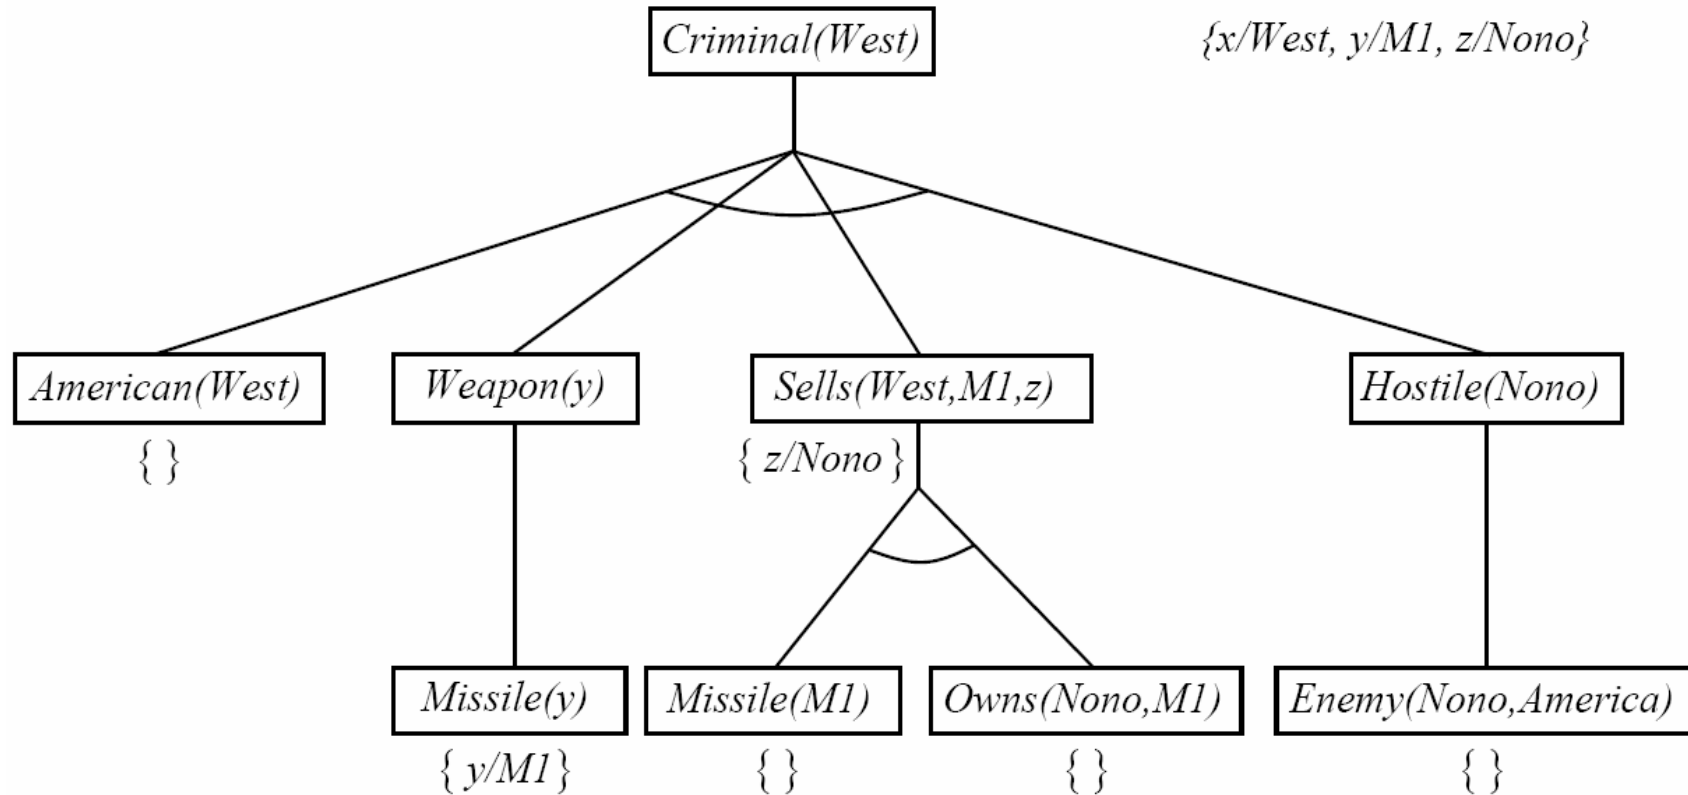 Criminal(West)
{x/West, y/M1, z/Nono}
American(West)
Weapon(y)
Sells(West,M1,z)
Hostile(Nono)
{ }
{ z/Nono }
Missile(y)
Missile(M1)
Owns(Nono,M1)
Enemy(Nono,America)
{ y/M1 }
{ }
{ }
{ }